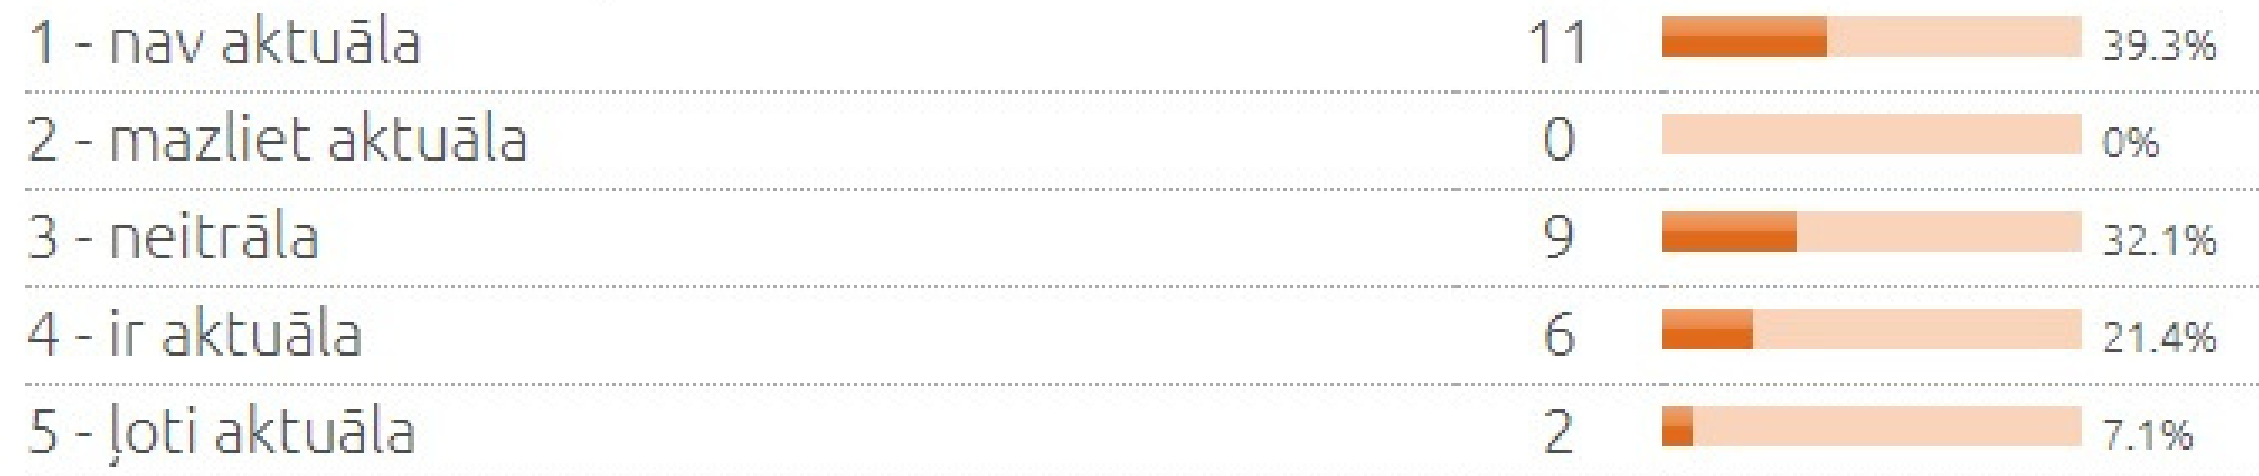 1 - nav aktuāla 11 39.3%
2 - mazliet aktuāla 0 0%
3 - neitrāla 9 32.1%
4 - ir aktuāla 6 21.4%
5 - ļoti aktuāla 2 7.1%